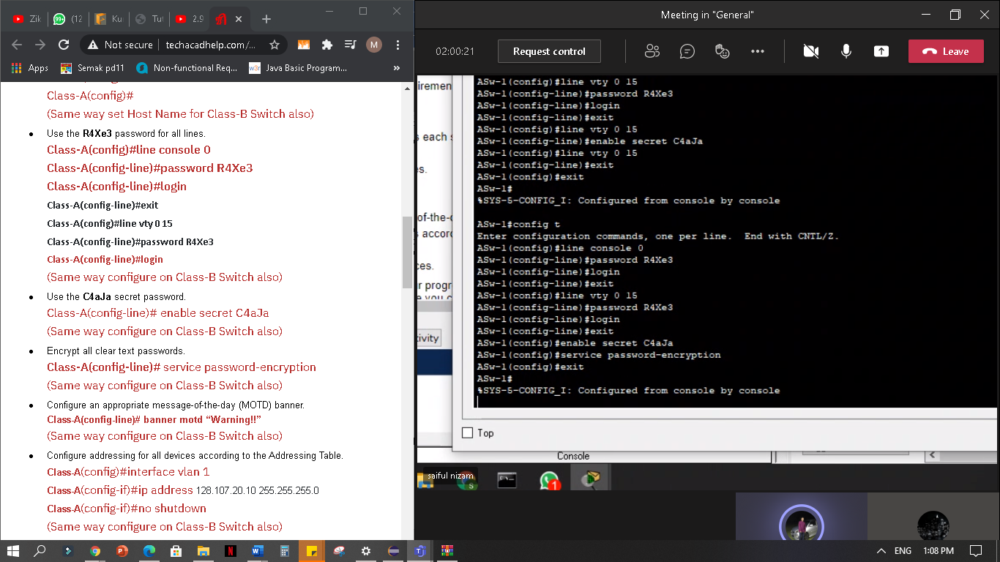 Zik
99+
(12
Kur
Tut
2.9
Not secure
techacadhelp.com/...
M
Apps
Semak pd11
Non-functional Req...
w3r
Java Basic Program...
»
Class-A(config)#
(Same way set Host Name for Class-B Switch also)
• Use the R4Xe3 password for all lines.
Class-A(config)#line console 0
Class-A(config-line)#password R4Xe3
Class-A(config-line)#login
Class-A(config-line)#exit
Class-A(config)#line vty 0 15
Class-A(config-line)#password R4Xe3
Class-A(config-line)#login
(Same way configure on Class-B Switch also)
• Use the C4aJa secret password.
Class-A(config-line)# enable secret C4aJa
(Same way configure on Class-B Switch also)
• Encrypt all clear text passwords.
Class-A(config-line)# service password-encryption
(Same way configure on Class-B Switch also)
• Configure an appropriate message-of-the-day (MOTD) banner.
Class-A(config-line)# banner motd “Warning!!”
(Same way configure on Class-B Switch also)
• Configure addressing for all devices according to the Addressing Table.
Class-A(config)#interface vlan 1
Class-A(config-if)#ip address 128.107.20.10 255.255.255.0
Class-A(config-if)#no shutdown
(Same way configure on Class-B Switch also)
Meeting in "General"
02:00:21
Request control
Leave
iremen
s each s
es.
of-the-d
s accord
ces.
er progr
e you c
tivity
ASw-1(config)#line vty 0 15
ASw-1(config-line)#password R4Xe3
ASw-1(config-line)#login
ASw-1(config-line)#exit
ASw-1(config)#line vty 0 15
ASw-1(config-line)#enable secret C4aJa
ASw-1(config)#line vty 0 15
ASw-1(config-line)#exit
ASw-1(config)#exit
ASw-1#
%SYS-5-CONFIG_I: Configured from console by console
ASw-1#config t
Enter configuration commands, one per line.  End with CNTL/Z.
ASw-1(config)#line console 0
ASw-1(config-line)#password R4Xe3
ASw-1(config-line)#login
ASw-1(config-line)#exit
ASw-1(config)#line vty 0 15
ASw-1(config-line)#password R4Xe3
ASw-1(config-line)#login
ASw-1(config-line)#exit
ASw-1(config)#enable secret C4aJa
ASw-1(config)#service password-encryption
ASw-1(config)#exit
ASw-1#
%SYS-5-CONFIG_I: Configured from console by console
Top
Console
saiful nizam
S
1
ENG
1:08 PM